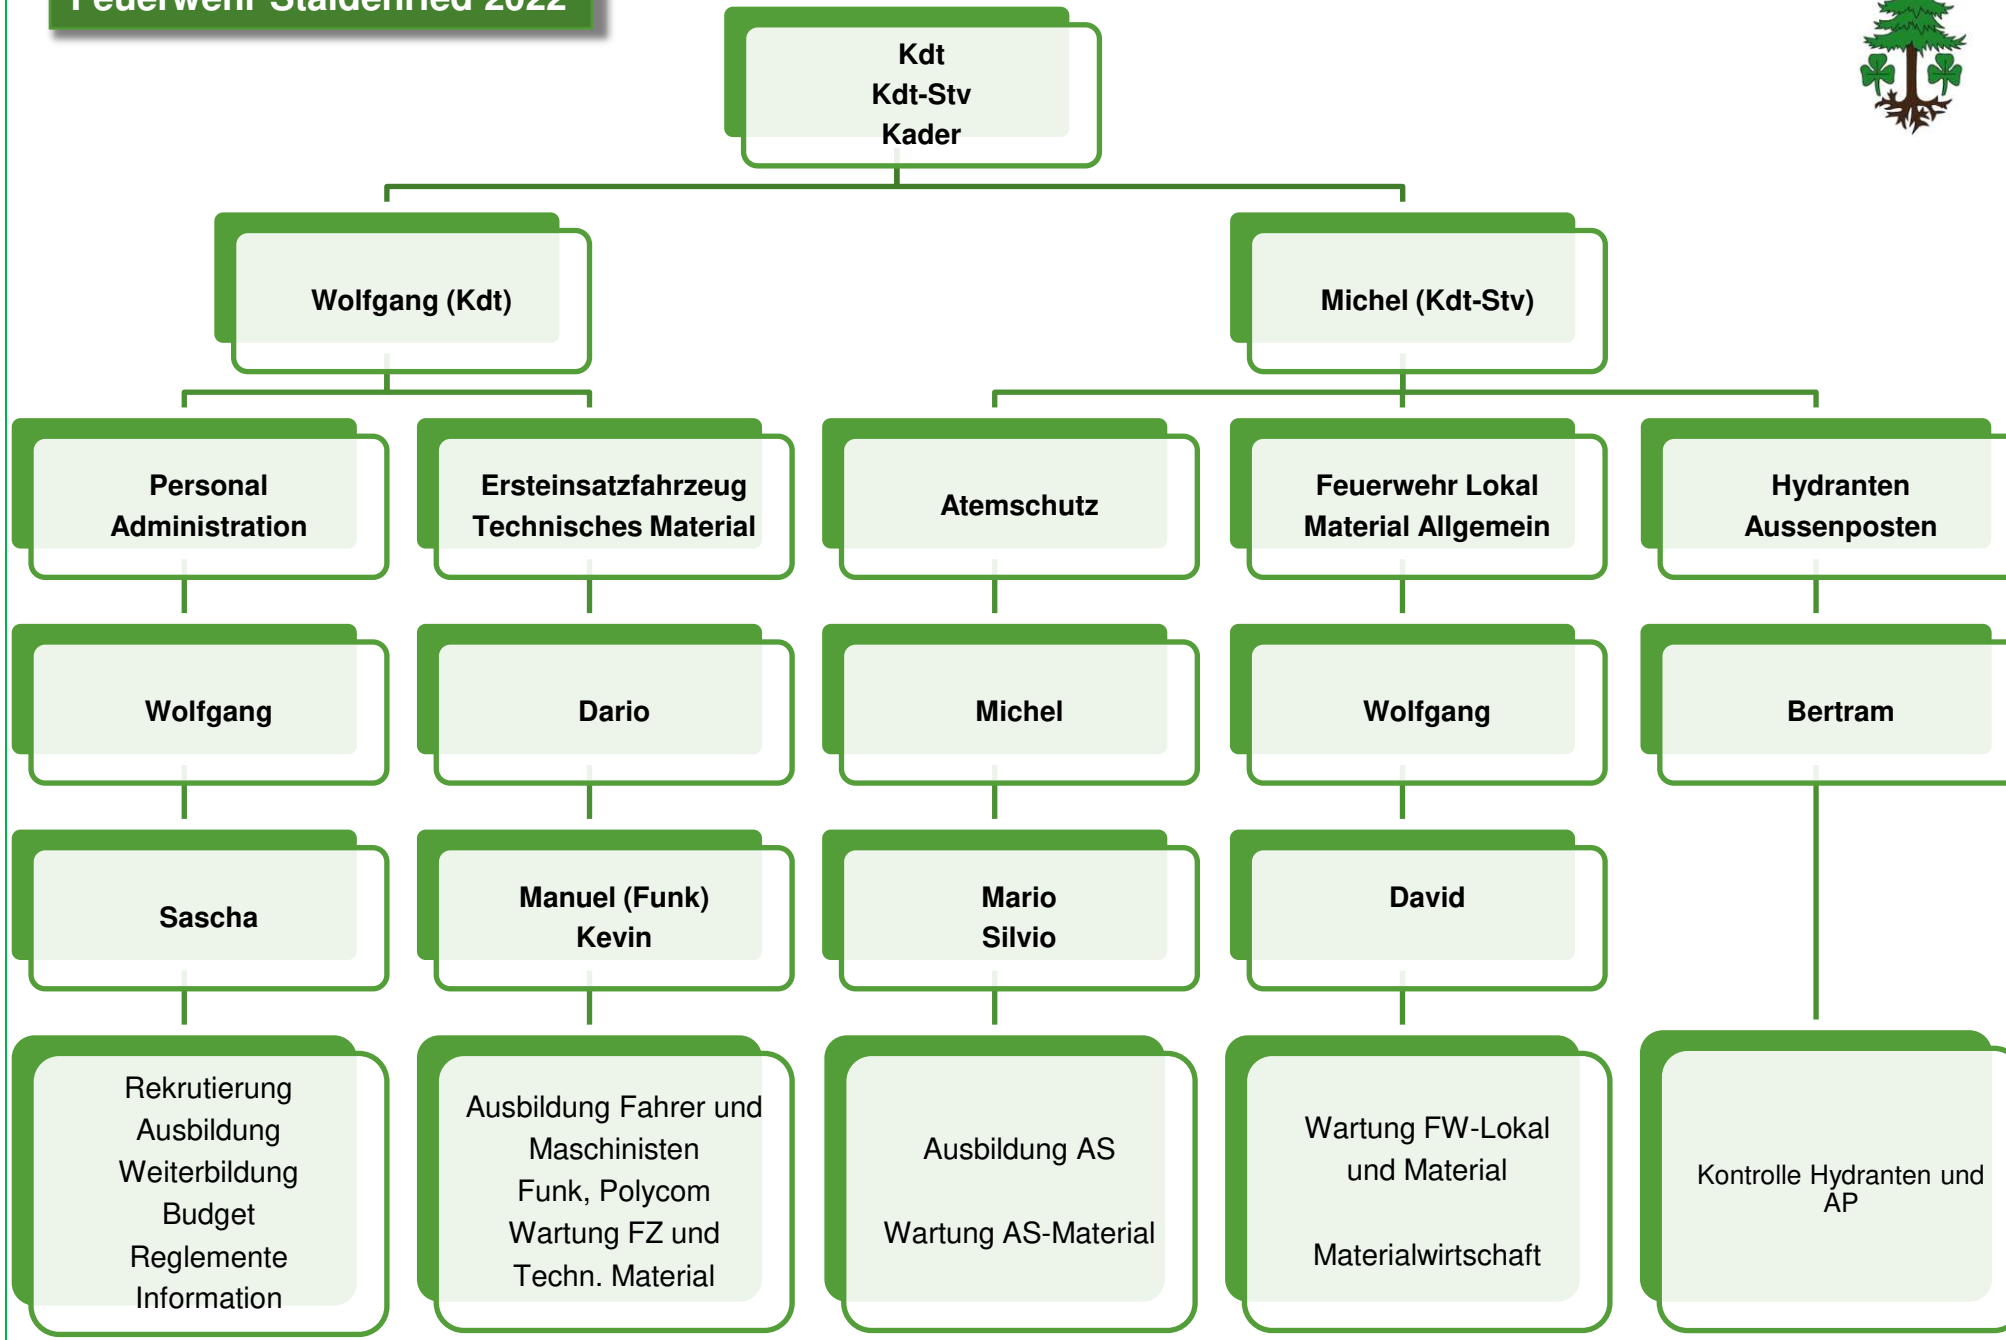 Feuerwehr Staldenried 2022
Kdt
Kdt-Stv
Kader
Wolfgang (Kdt)
Michel (Kdt-Stv)
Personal
Administration
Ersteinsatzfahrzeug
Technisches Material
Atemschutz
Feuerwehr Lokal
Material Allgemein
Hydranten
Aussenposten
Wolfgang
Dario
Michel
Wolfgang
Bertram
Sascha
Manuel (Funk)
Kevin
Mario
Silvio
David
Rekrutierung
Ausbildung
Weiterbildung
Budget
Reglemente
Information
Ausbildung Fahrer und
Maschinisten
Funk, Polycom
Wartung FZ und
Techn. Material
Ausbildung AS
Wartung AS-Material
Wartung FW-Lokal
und Material
Materialwirtschaft
Kontrolle Hydranten und
AP